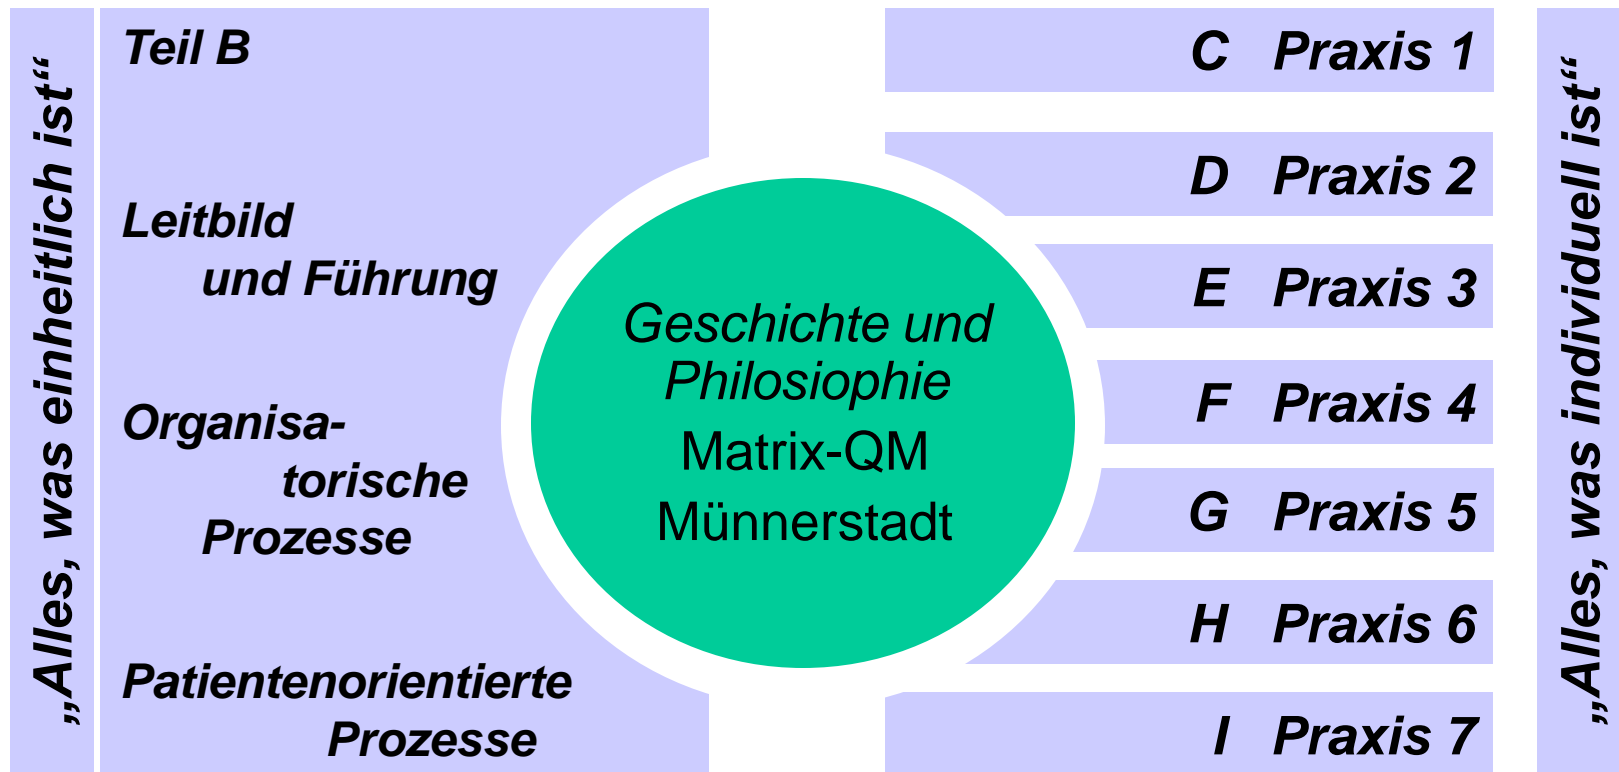 „Alles, was einheitlich ist“
Teil B
Leitbild
und Führung
Organisa-
torische
Prozesse
Patientenorientierte
Prozesse
Geschichte und
Philosiophie
Matrix-QM
Münnerstadt
C Praxis 1
D Praxis 2
E Praxis 3
F Praxis 4
G Praxis 5
H Praxis 6
I Praxis 7
„Alles, was individuell ist“